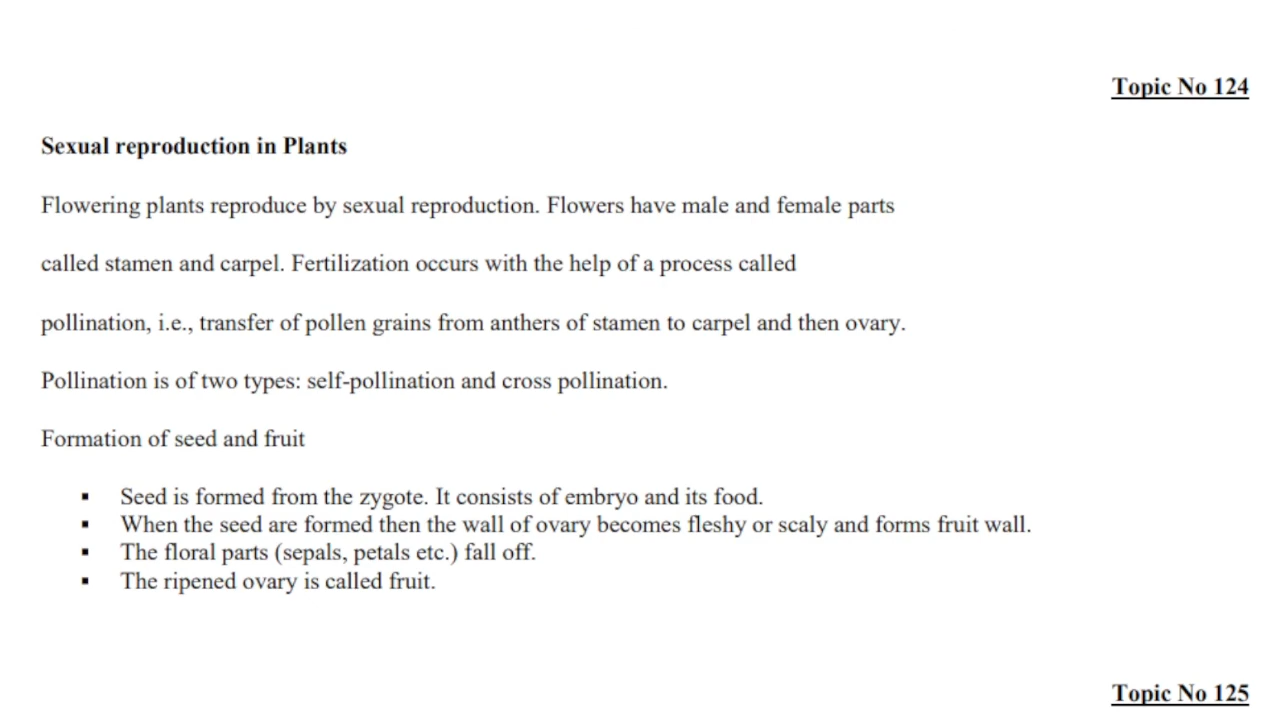 Topic No 124
Sexual reproduction in Plants
Flowering plants reproduce by sexual reproduction. Flowers have male and female parts
called stamen and carpel. Fertilization occurs with the help of a process called
pollination, i.e., transfer of pollen grains from anthers of stamen to carpel and then ovary.
Pollination is of two types: self-pollination and cross pollination.
Formation of seed and fruit
▪ Seed is formed from the zygote. It consists of embryo and its food.
▪ When the seed are formed then the wall of ovary becomes fleshy or scaly and forms fruit wall.
▪ The floral parts (sepals, petals etc.) fall off.
▪ The ripened ovary is called fruit.
Topic No 125